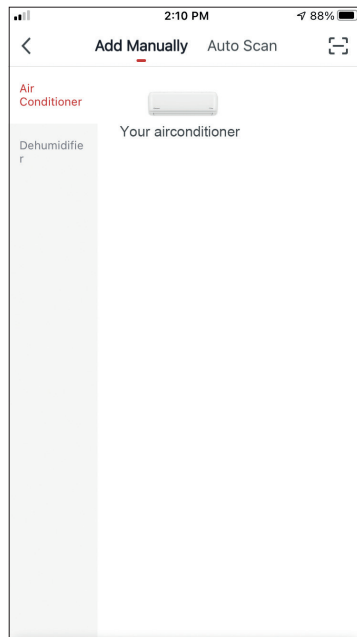 2:10 PM
88%
Add Manually Auto Scan
Air
Conditioner
Your airconditioner
Dehumidifie
r